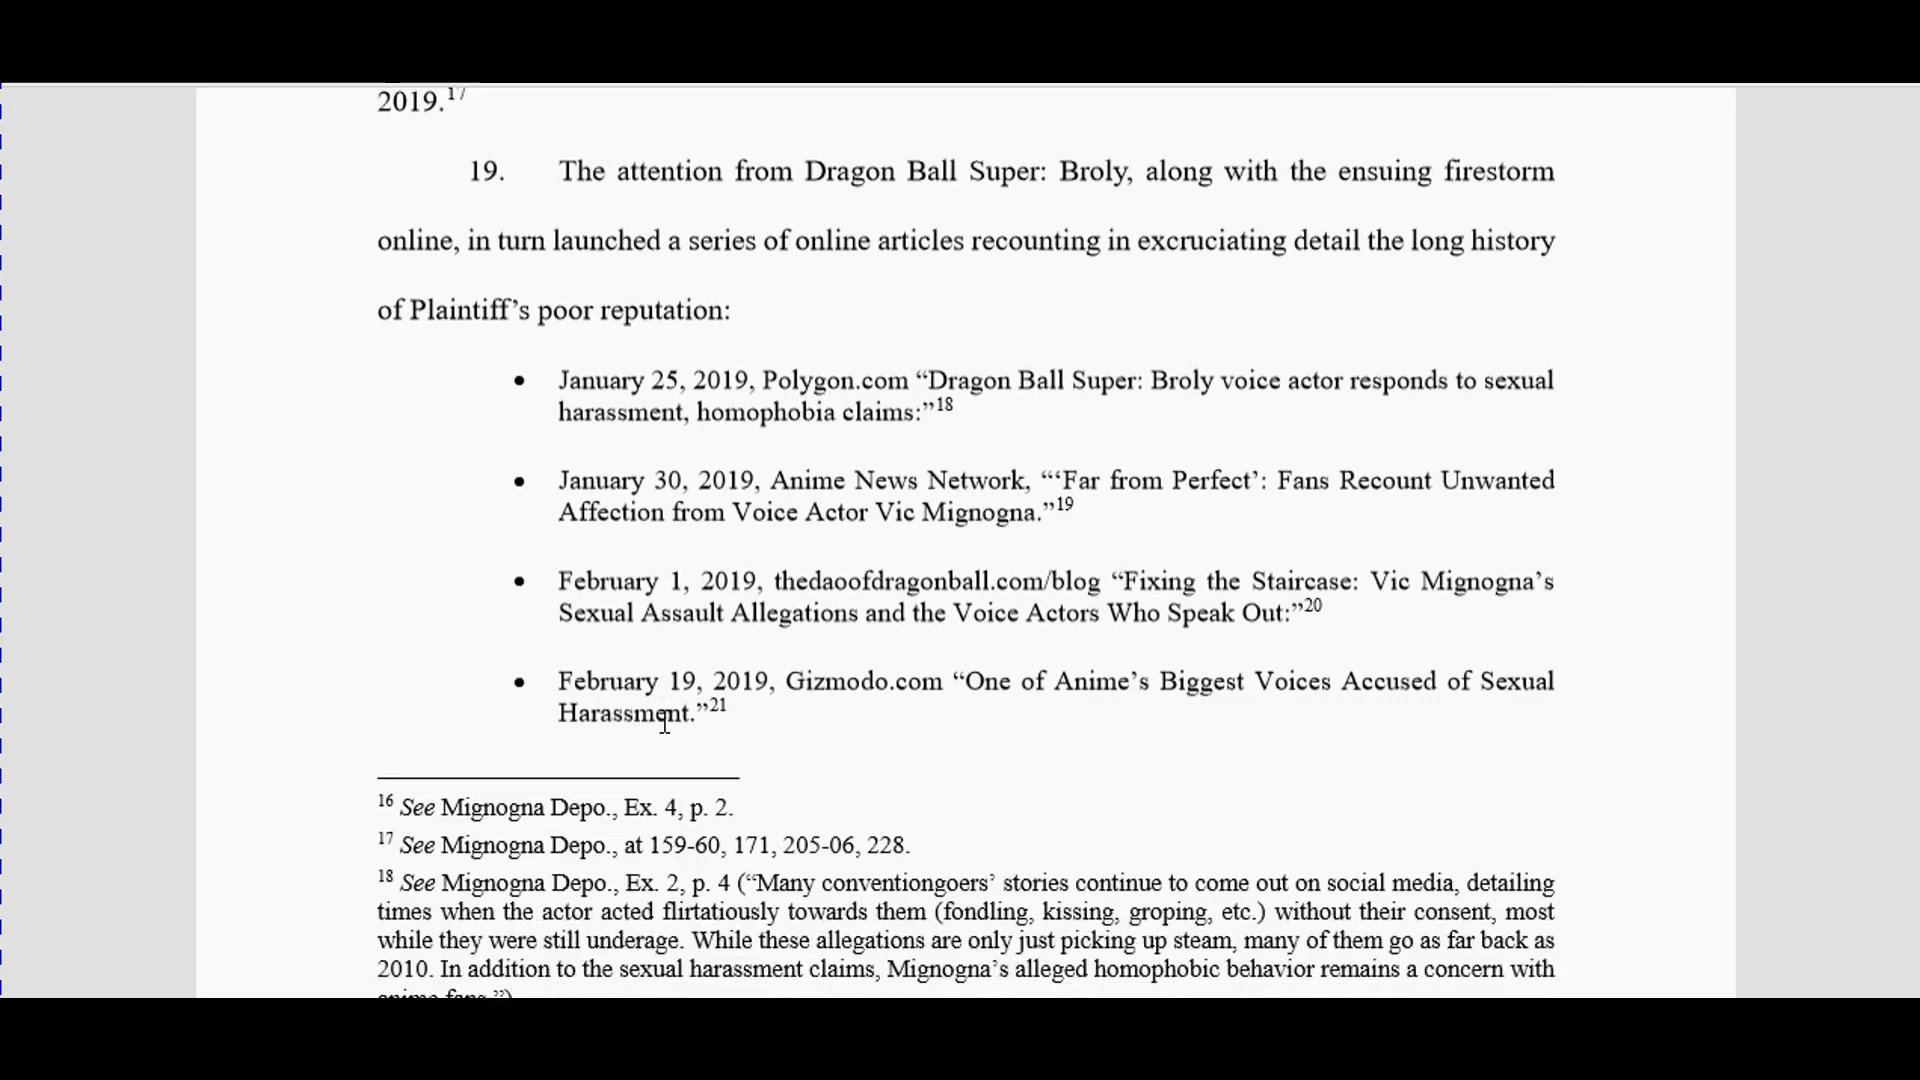 2019.17
19. The attention from Dragon Ball Super: Broly, along with the ensuing firestorm
online, in turn launched a series of online articles recounting in excruciating detail the long history
of Plaintiff’s poor reputation:
• January 25, 2019, Polygon.com “Dragon Ball Super: Broly voice actor responds to sexual
harassment, homophobia claims:”18
• January 30, 2019, Anime News Network, “‘Far from Perfect’: Fans Recount Unwanted
Affection from Voice Actor Vic Mignogna.”19
• February 1, 2019, thedaoofdragonball.com/blog “Fixing the Staircase: Vic Mignogna’s
Sexual Assault Allegations and the Voice Actors Who Speak Out:”20
• February 19, 2019, Gizmodo.com “One of Anime’s Biggest Voices Accused of Sexual
Harassment.”21
16 See Mignogna Depo., Ex. 4, p. 2.
17 See Mignogna Depo., at 159-60, 171, 205-06, 228.
18 See Mignogna Depo., Ex. 2, p. 4 (“Many conventiongoers’ stories continue to come out on social media, detailing
times when the actor acted flirtatiously towards them (fondling, kissing, groping, etc.) without their consent, most
while they were still underage. While these allegations are only just picking up steam, many of them go as far back as
2010. In addition to the sexual harassment claims, Mignogna’s alleged homophobic behavior remains a concern with